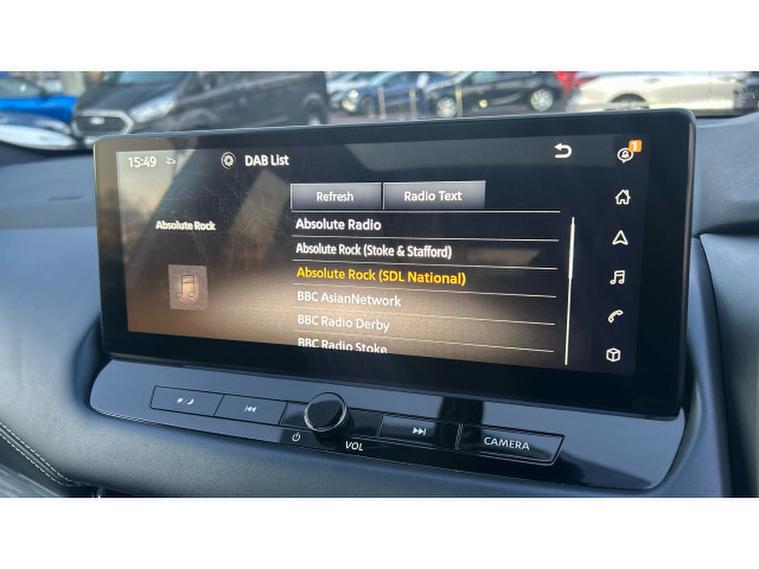 15:49
DAB List
1
Refresh
Radio Text
Absolute Rock
Absolute Radio
Absolute Rock (Stoke & Stafford)
Absolute Rock (SDL National)
BBC AsianNetwork
BBC Radio Derby
BBC Radio Stoke
VOL
CAMERA